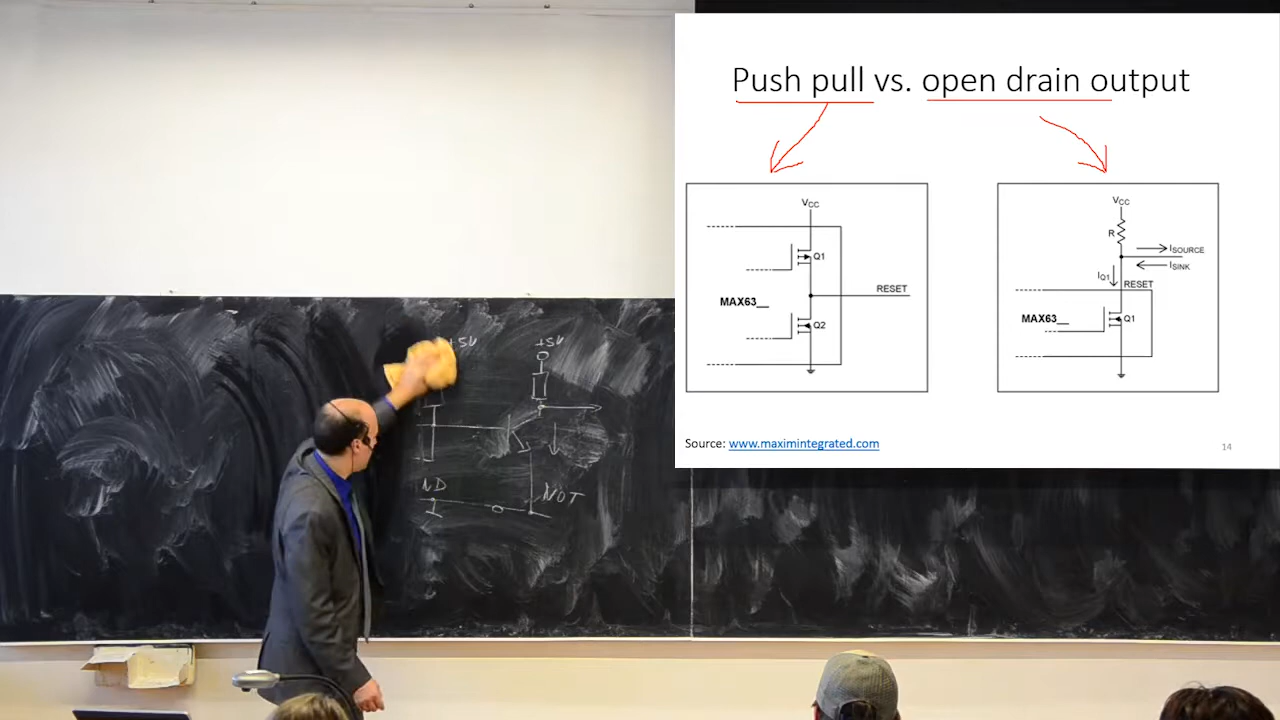 Push pull vs. open drain output
VCC
Q1
RESET
MAX63__
Q2
VCC
R
ISOURCE
ISINK
IQ1
RESET
MAX63__
Q1
Source: www.maximintegrated.com
14
+5V
+5V
ND
NOT